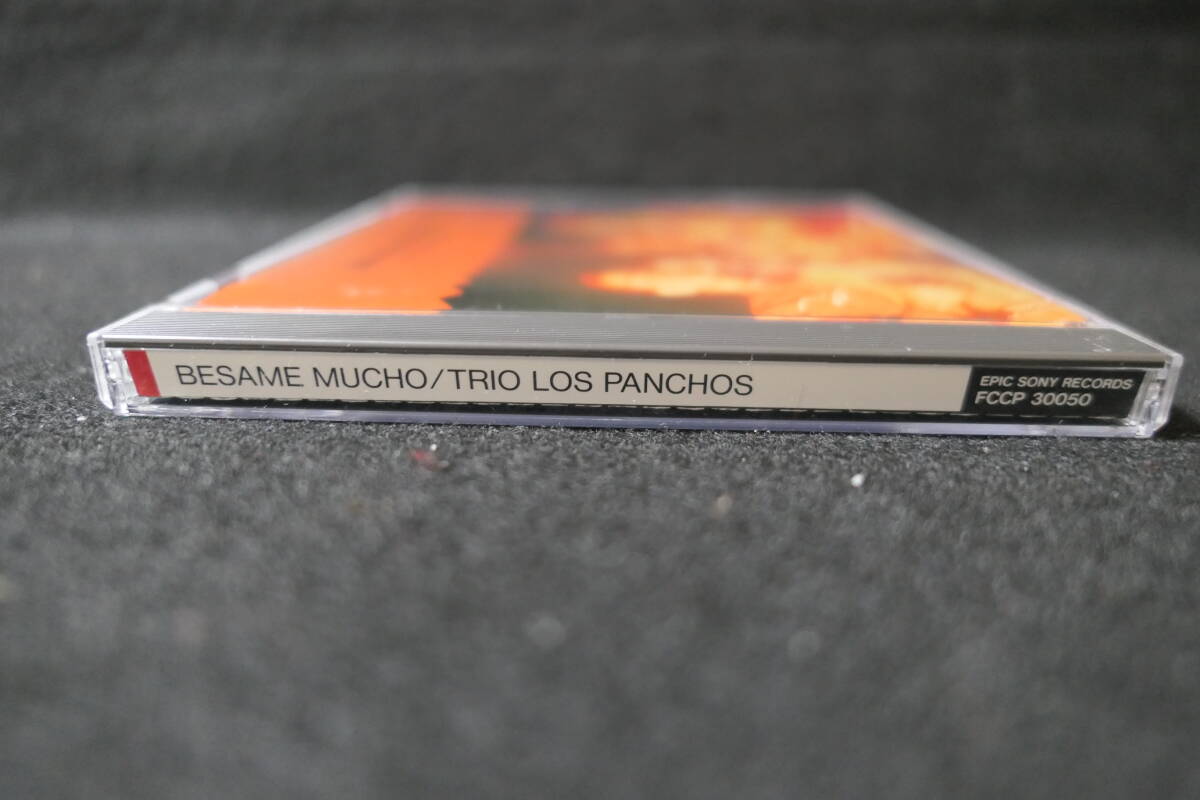 BESAME MUCHO/TRIO LOS PANCHOS
EPIC SONY RECORDS
FCCP 30050